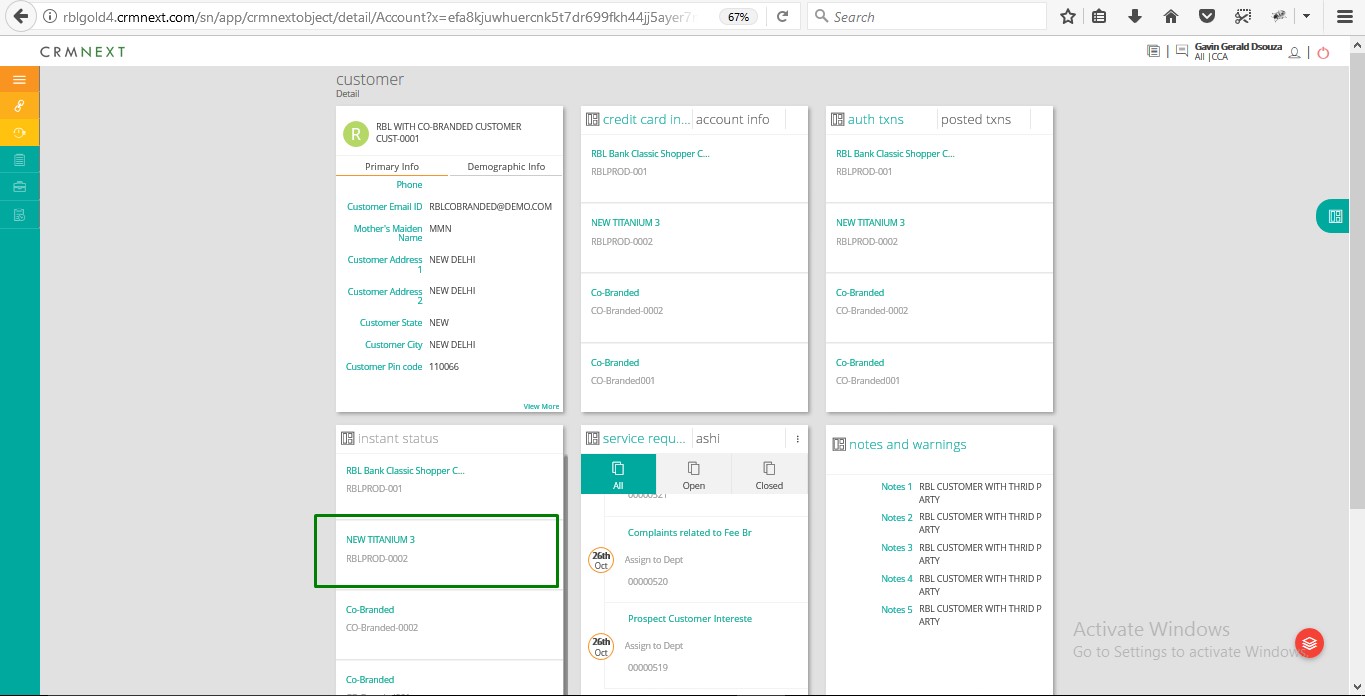 rblgold4.crmnext.com/sn/app/crmnextobject/detail/Account?x=efa8kjuwhuercnk5t7dr699fkh44jj5ayer7
67%
Search
CRMNEXT
Gavin Gerald Dsouza
All |CCA
customer
Detail
R
RBL WITH CO-BRANDED CUSTOMER
CUST-0001
Primary Info
Demographic Info
Phone
Customer Email ID RBLCOBRANDED@DEMO.COM
Mother's Maiden Name MMN
Customer Address 1 NEW DELHI
Customer Address 2 NEW DELHI
Customer State NEW
Customer City NEW DELHI
Customer Pin code 110066
View More
credit card in... account info
RBL Bank Classic Shopper C...
RBLPROD-001
NEW TITANIUM 3
RBLPROD-0002
Co-Branded
CO-Branded-0002
Co-Branded
CO-Branded001
auth txns posted txns
RBL Bank Classic Shopper C...
RBLPROD-001
NEW TITANIUM 3
RBLPROD-0002
Co-Branded
CO-Branded-0002
Co-Branded
CO-Branded001
instant status
RBL Bank Classic Shopper C...
RBLPROD-001
NEW TITANIUM 3
RBLPROD-0002
Co-Branded
CO-Branded-0002
Co-Branded
service requ... ashi
All Open Closed
00000521
Complaints related to Fee Br
26th
Oct
Assign to Dept
00000520
Prospect Customer Intereste
26th
Oct
Assign to Dept
00000519
notes and warnings
Notes 1 RBL CUSTOMER WITH THRID P
ARTY
Notes 2 RBL CUSTOMER WITH THRID P
ARTY
Notes 3 RBL CUSTOMER WITH THRID P
ARTY
Notes 4 RBL CUSTOMER WITH THRID P
ARTY
Notes 5 RBL CUSTOMER WITH THRID P
ARTY
Activate Windows
Go to Settings to activate Windows.